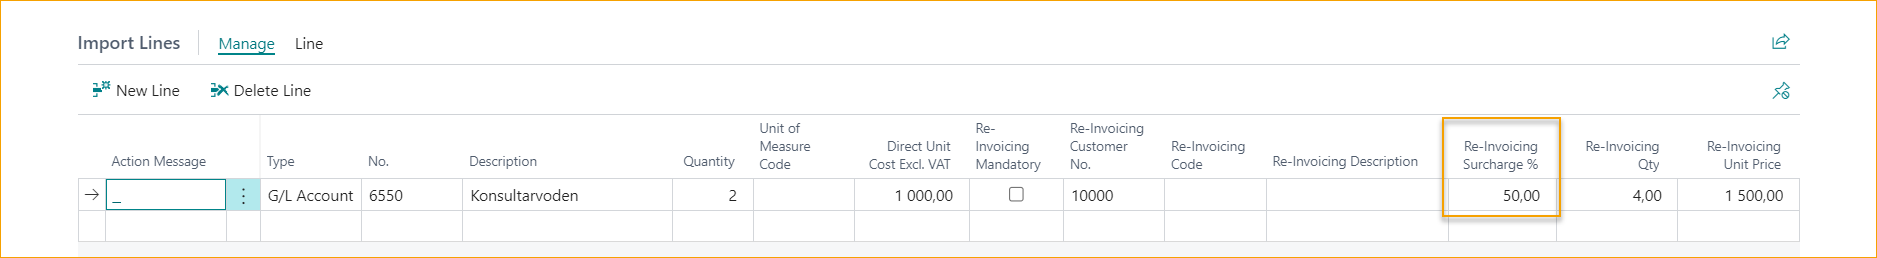 Import Lines Manage Line
New Line Delete Line
Action Message Type No. Description Quantity Unit of Measure Code Direct Unit Cost Excl. VAT Re-Invoicing Mandatory Re-Invoicing Customer No. Re-Invoicing Code Re-Invoicing Description Re-Invoicing Surcharge % Re-Invoicing Qty Re-Invoicing Unit Price
_ G/L Account 6550 Konsultarvoden 2 1 000,00 10000 50,00 4,00 1 500,00